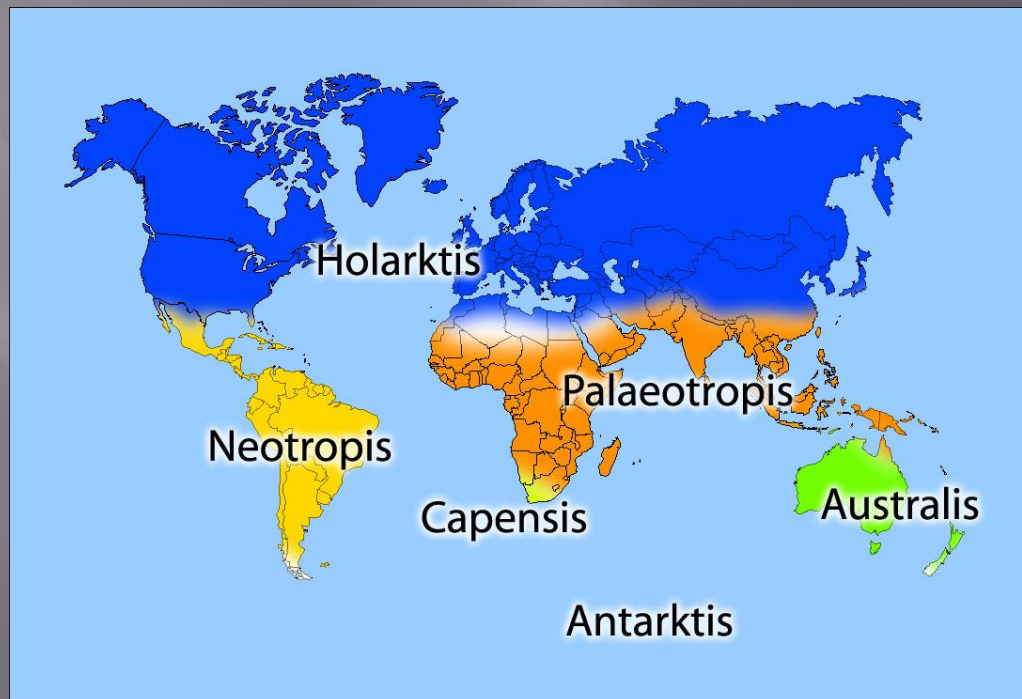 Holarktis
Palaeotropis
Neotropis
Capensis
Australis
Antarktis